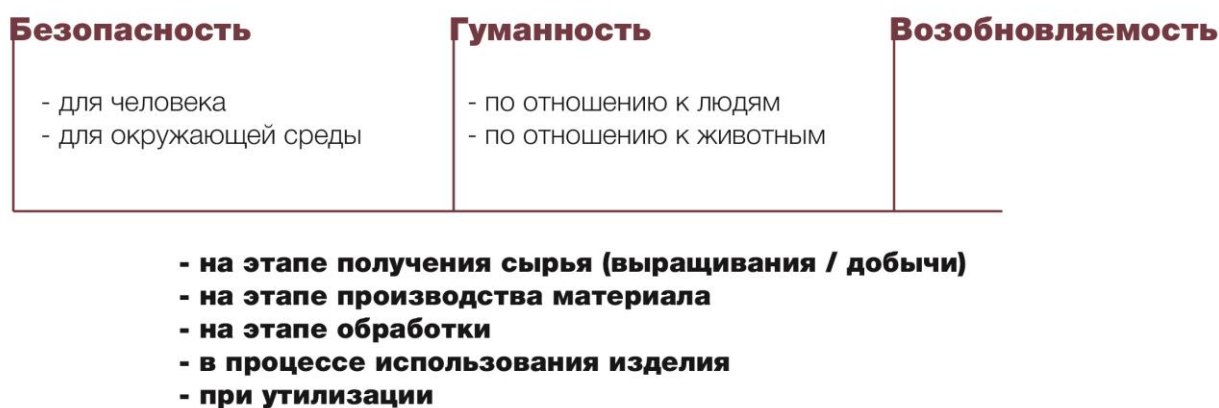 Безопасность
- для человека
- для окружающей среды
Гуманность
- по отношению к людям
- по отношению к животным
Возобновляемость
- на этапе получения сырья (выращивания / добычи)
- на этапе производства материала
- на этапе обработки
- в процессе использования изделия
- при утилизации